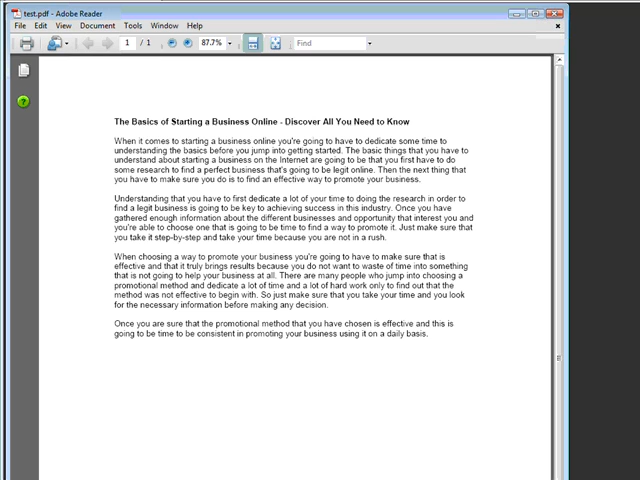 test.pdf - Adobe Reader
File Edit View Document Tools Window Help
1 / 1 87.7% Find
The Basics of Starting a Business Online - Discover All You Need to Know
When it comes to starting a business online you're going to have to dedicate some time to
understanding the basics before you jump into getting started. The basic things that you have to
understand about starting a business on the Internet are going to be that you first have to do
some research to find a perfect business that's going to be legit online. Then the next thing that
you have to make sure you do is to find an effective way to promote your business.
Understanding that you have to first dedicate a lot of your time to doing the research in order to
find a legit business is going to be key to achieving success in this industry. Once you have
gathered enough information about the different businesses and opportunity that interest you and
you're able to choose one that is going to be time to find a way to promote it. Just make sure that
you take it step-by-step and take your time because you are not in a rush.
When choosing a way to promote your business you're going to have to make sure that is
effective and that it truly brings results because you do not want to waste of time into something
that is not going to help your business at all. There are many people who jump into choosing a
promotional method and dedicate a lot of time and a lot of hard work only to find out that the
method was not effective to begin with. So just make sure that you take your time and you look
for the necessary information before making any decision.
Once you are sure that the promotional method that you have chosen is effective and this is
going to be time to be consistent in promoting your business using it on a daily basis.